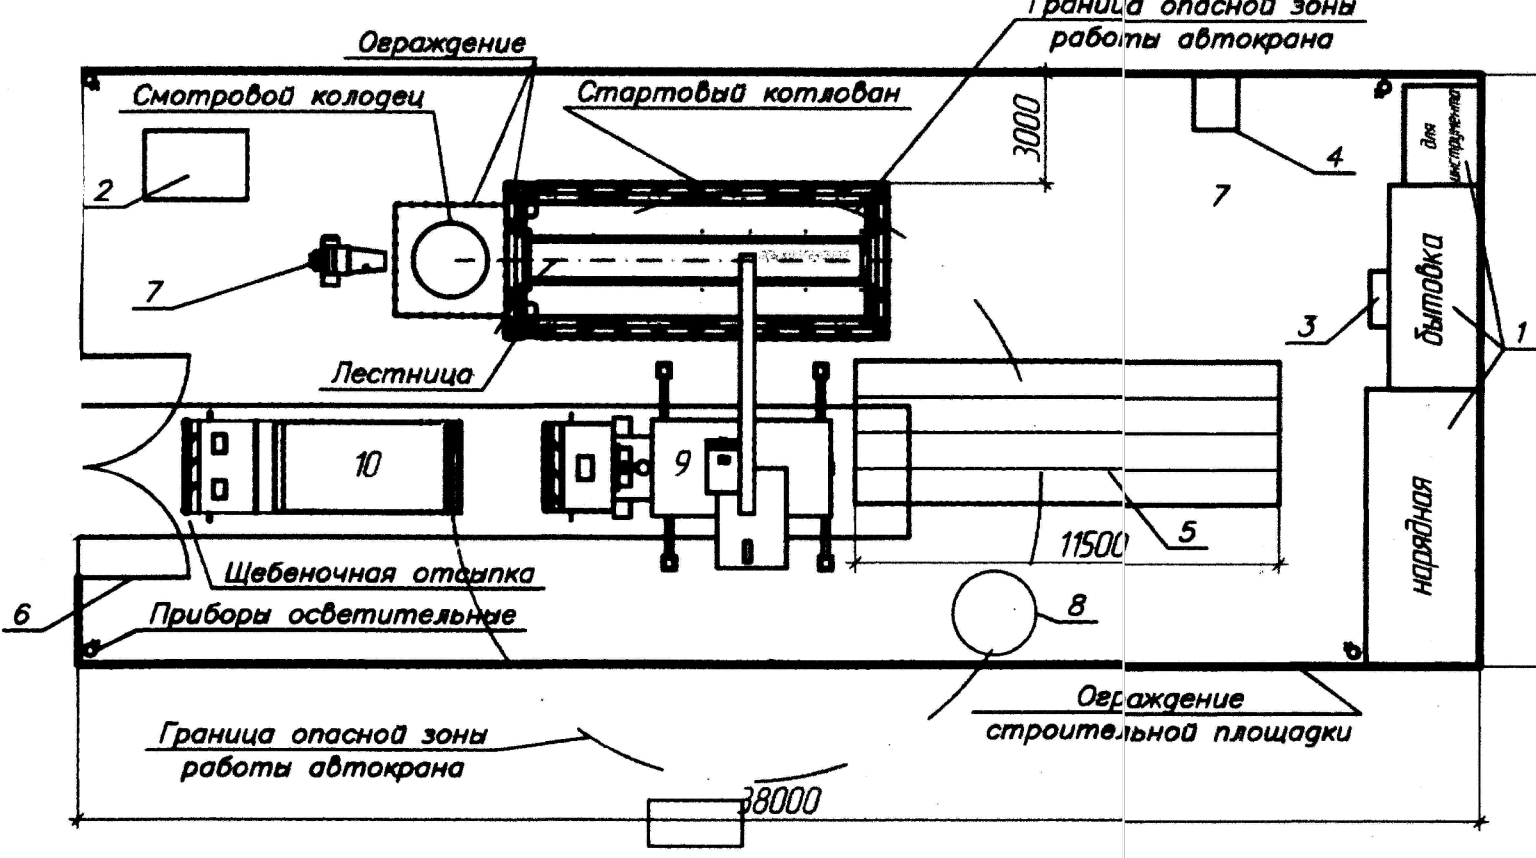 Граница опасной зоны
работы автокрана
Ограждение
Смотровой колодец
Стартовый котлован
3000
для
инструмента
4
2
7
7
бытовка
3
1
Лестница
10
9
5
11500
нарядная
Щебеночная отсыпка
6
Приборы осветительные
8
Ограждение
строительной площадки
Граница опасной зоны
работы автокрана
38000